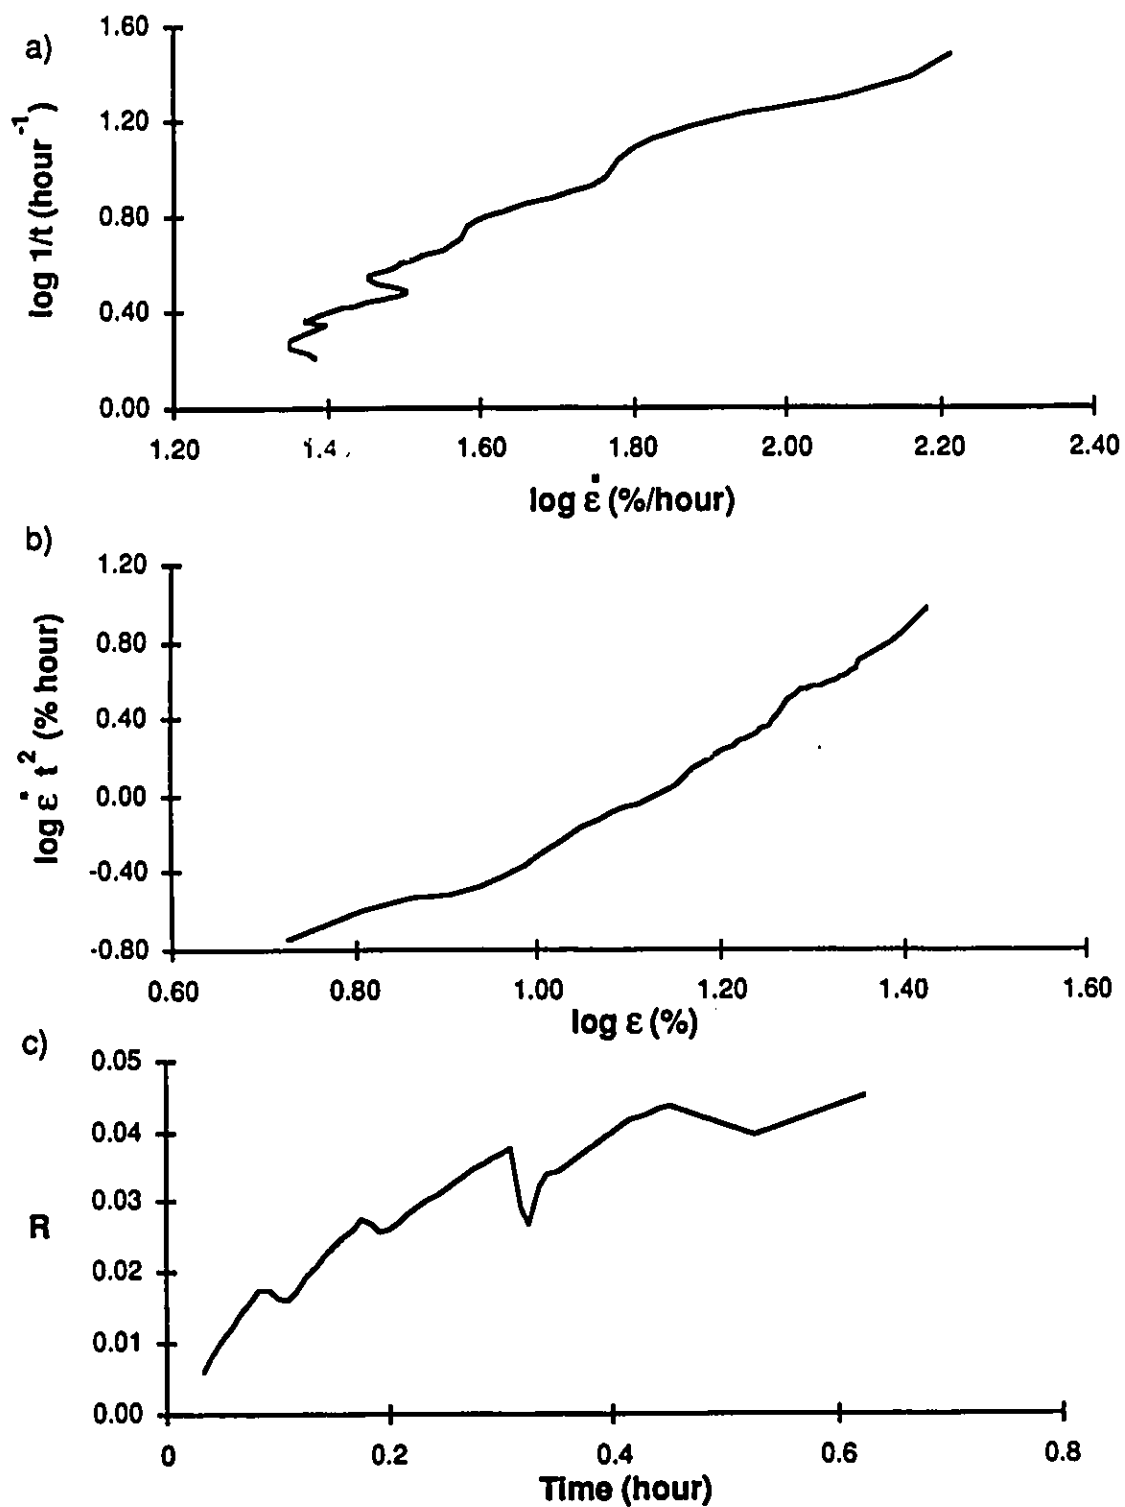 a)
1.60
1.20
0.80
0.40
0.00
log 1/t (hour⁻¹)
1.20 1.4 1.60 1.80 2.00 2.20 2.40
log ε̇ (%/hour)
b)
1.20
0.80
0.40
0.00
-0.40
-0.80
log ε̇ t² (% hour)
0.60 0.80 1.00 1.20 1.40 1.60
log ε (%)
c)
0.05
0.04
0.03
0.02
0.01
0.00
R
0 0.2 0.4 0.6 0.8
Time (hour)